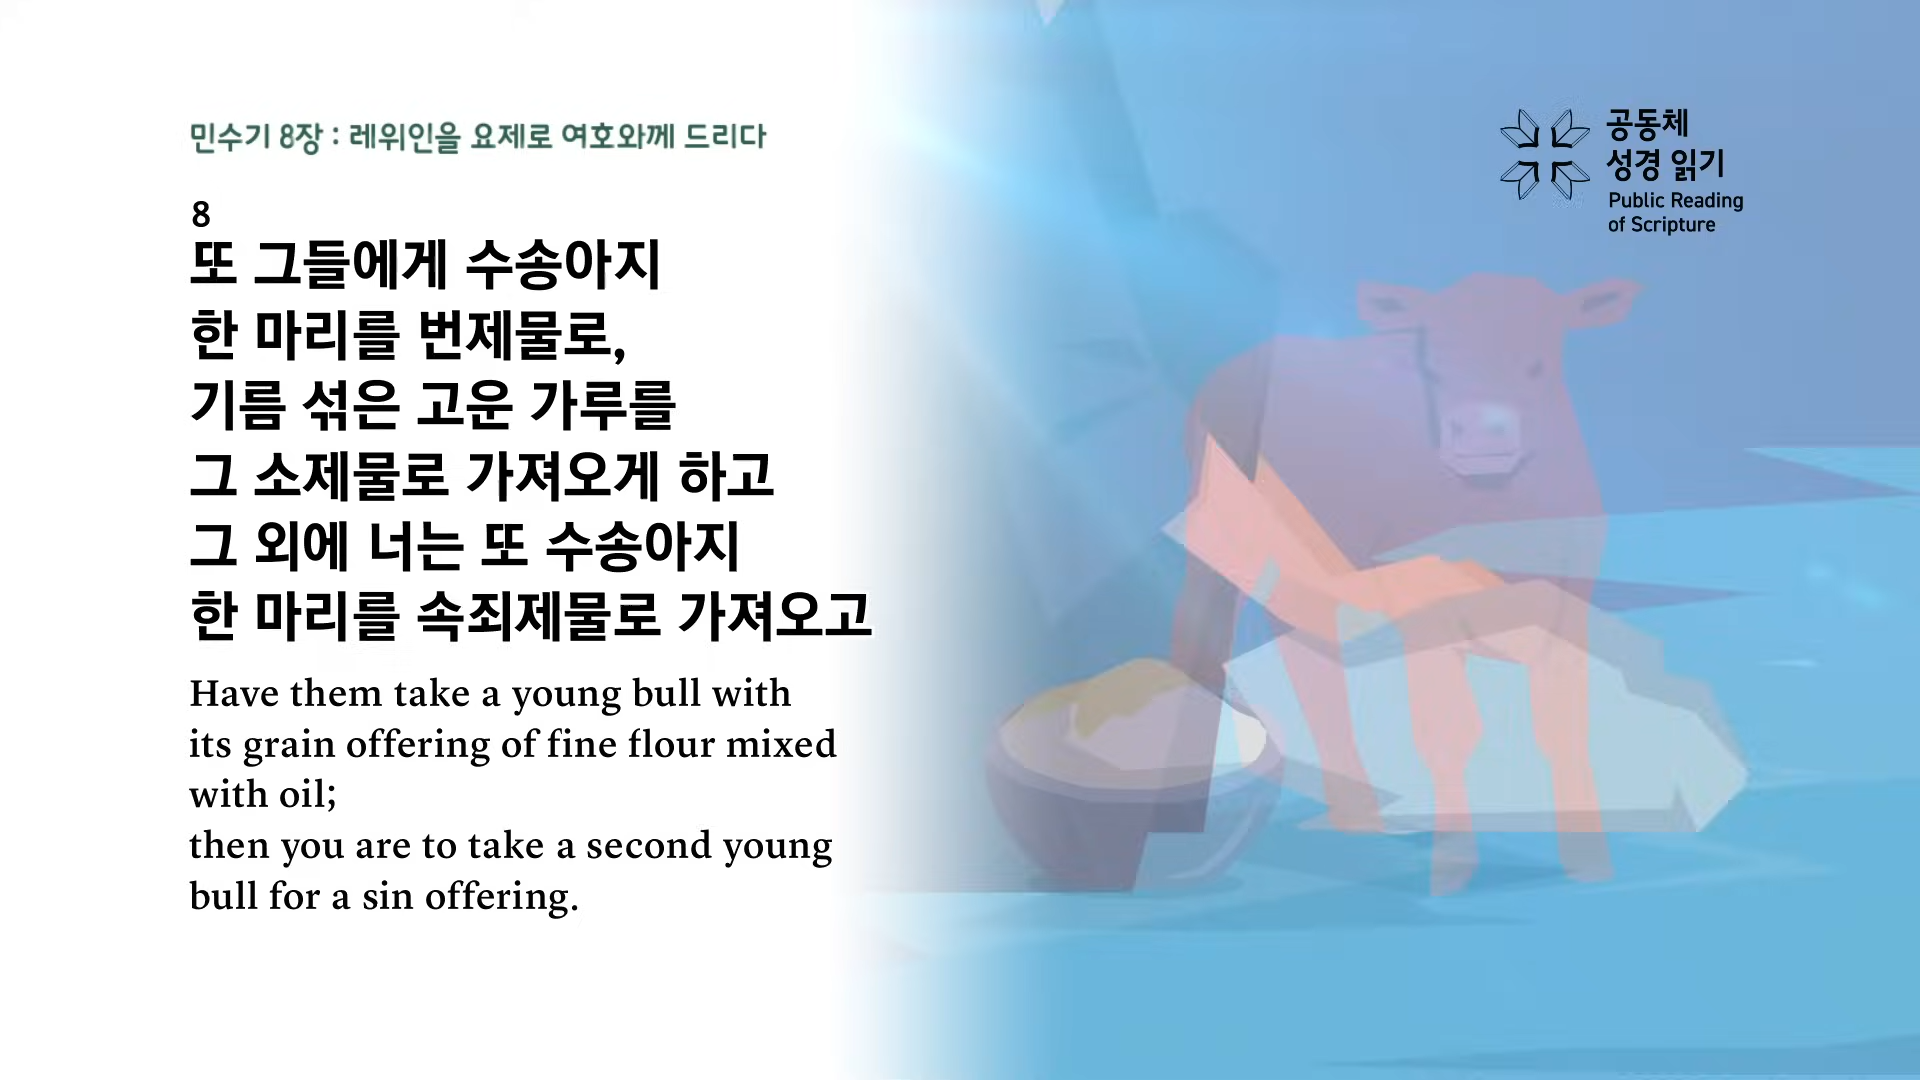 민수기 8장 : 레위인을 요제로 여호와께 드리다
8
또 그들에게 수송아지
한 마리를 번제물로,
기름 섞은 고운 가루를
그 소제물로 가져오게 하고
그 외에 너는 또 수송아지
한 마리를 속죄제물로 가져오고
Have them take a young bull with
its grain offering of fine flour mixed
with oil;
then you are to take a second young
bull for a sin offering.
공동체
성경 읽기
Public Reading
of Scripture